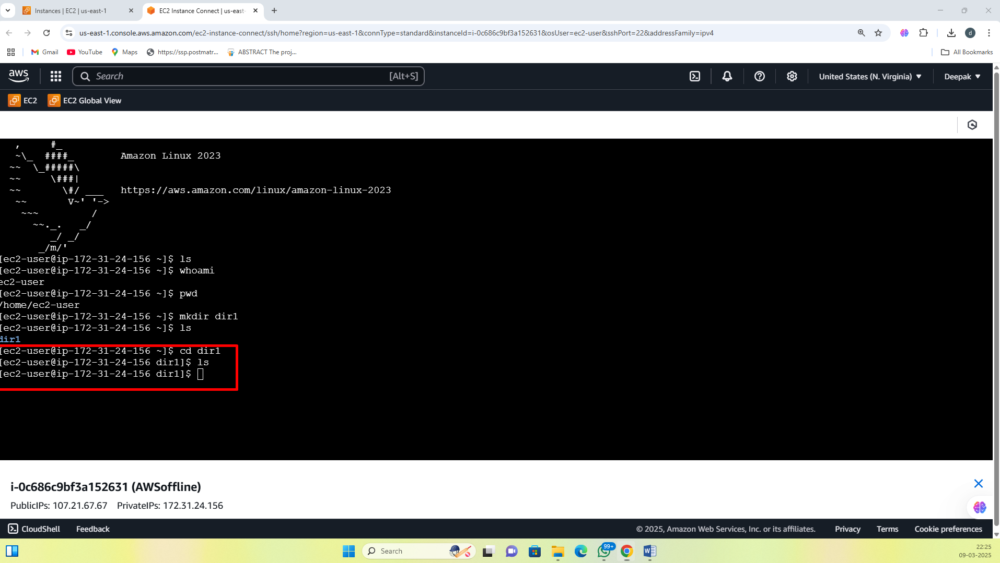 Instances | EC2 | us-east-1
EC2 Instance Connect | us-east-
us-east-1.console.aws.amazon.com/ec2-instance-connect/ssh/home?region=us-east-1&connType=standard&instanceId=i-0c686c9bf3a152631&osUser=ec2-user&sshPort=22&addressFamily=ipv4
d
Gmail
YouTube
Maps
https://ssp.postmatr...
ABSTRACT The proj...
All Bookmarks
aws
Search
[Alt+S]
United States (N. Virginia)
Deepak
EC2
EC2 Global View
   ,     #_
   ~\_  ####_        Amazon Linux 2023
  ~~  \_#####\
  ~~     \###|
  ~~       \#/ ___   https://aws.amazon.com/linux/amazon-linux-2023
   ~~       V~' '->
    ~~~         /
      ~~._.   _/
         _/ _/
       _/m/'
[ec2-user@ip-172-31-24-156 ~]$ ls
[ec2-user@ip-172-31-24-156 ~]$ whoami
ec2-user
[ec2-user@ip-172-31-24-156 ~]$ pwd
/home/ec2-user
[ec2-user@ip-172-31-24-156 ~]$ mkdir dir1
[ec2-user@ip-172-31-24-156 ~]$ ls
dir1
[ec2-user@ip-172-31-24-156 ~]$ cd dir1
[ec2-user@ip-172-31-24-156 dir1]$ ls
[ec2-user@ip-172-31-24-156 dir1]$
i-0c686c9bf3a152631 (AWSoffline)
PublicIPs: 107.21.67.67 PrivateIPs: 172.31.24.156
CloudShell
Feedback
© 2025, Amazon Web Services, Inc. or its affiliates.
Privacy
Terms
Cookie preferences
Search
99+
22:25
09-03-2025